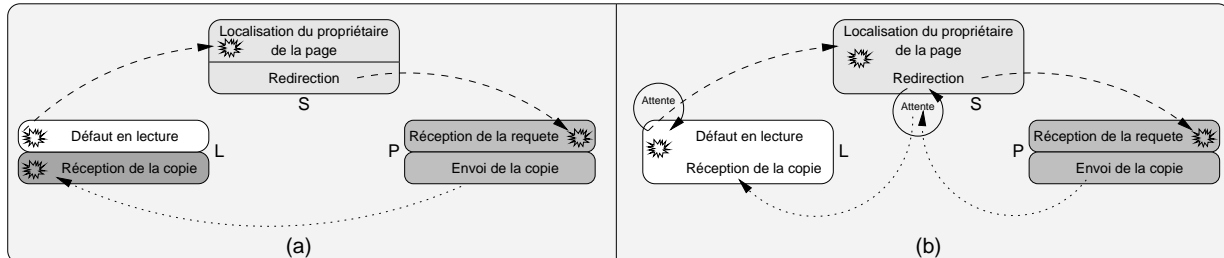 Localisation du propriétaire
de la page
Redirection
S
Défaut en lecture
L
Réception de la copie
Réception de la requete
P
Envoi de la copie
(a)
Localisation du propriétaire
de la page
Redirection
S
Attente
Attente
Défaut en lecture
L
Réception de la copie
Réception de la requete
P
Envoi de la copie
(b)